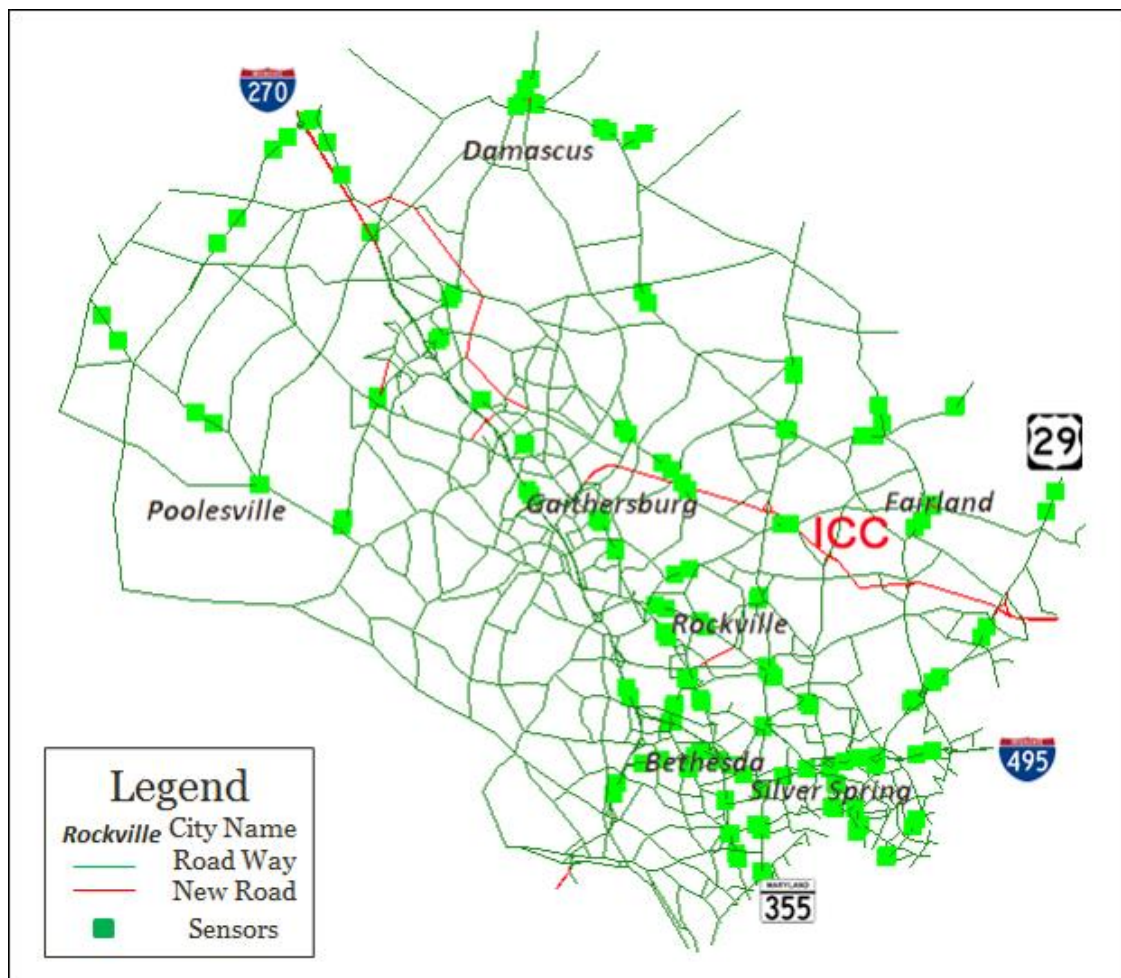 270
Damascus
29
Poolesville
Gaithersburg
Fairland
ICC
Rockville
Bethesda
495
Silver Spring
Legend
Rockville City Name
Road Way
New Road
Sensors
MARYLAND
355